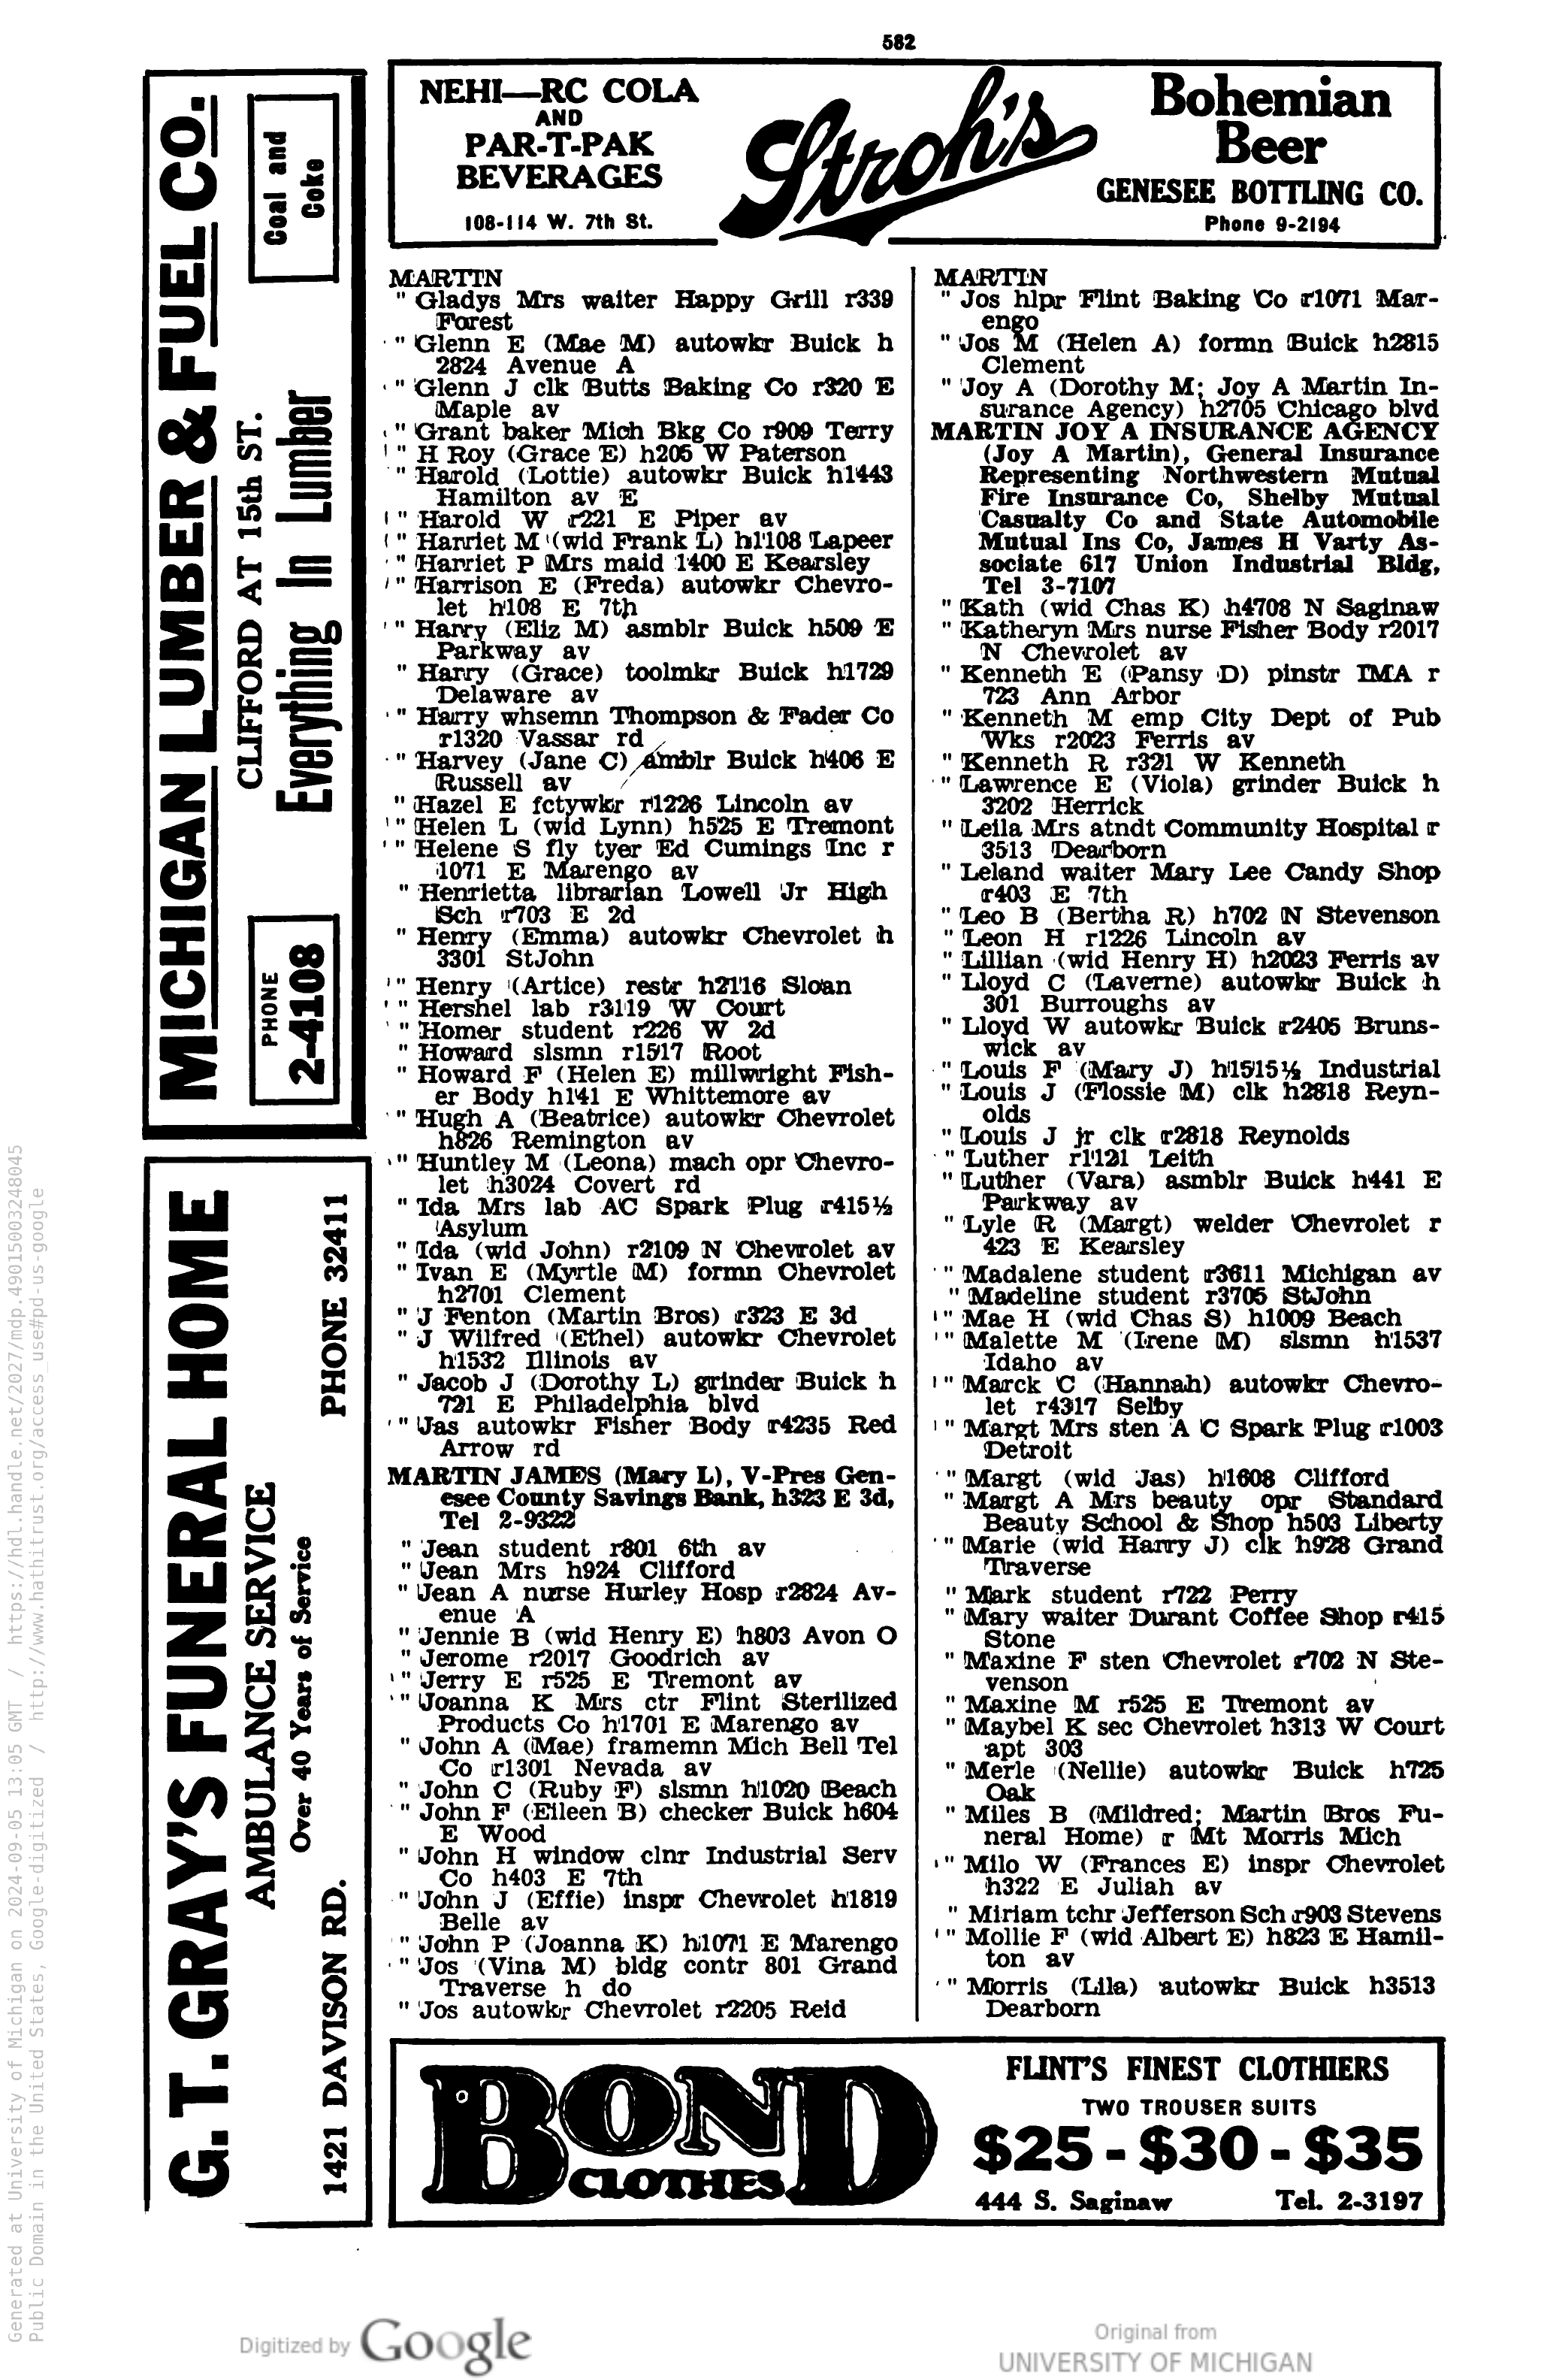 582
NEHI—RC COLA
AND
PAR-T-PAK
BEVERAGES
108-114 W. 7th St.
Stroh's
Bohemian
Beer
GENESEE BOTTLING CO.
Phone 9-2194
MICHIGAN LUMBER & FUEL CO.
CLIFFORD AT 15th ST.
Coal and
Coke
Everything In Lumber
PHONE
2-4108
G. T. GRAY'S FUNERAL HOME
AMBULANCE SERVICE
Over 40 Years of Service
1421 DAVISON RD.
PHONE 32411
MARTIN
" Gladys Mrs waiter Happy Grill r339
Forest
" Glenn E (Mae M) autowkr Buick h
2824 Avenue A
" Glenn J clk Butts Baking Co r320 E
Maple av
" Grant baker Mich Bkg Co r909 Terry
" H Roy (Grace E) h205 W Paterson
" Harold (Lottie) autowkr Buick h1443
Hamilton av E
" Harold W r221 E Piper av
" Harriet M (wid Frank L) h1108 Lapeer
" Harriet P Mrs maid 1400 E Kearsley
" Harrison E (Freda) autowkr Chevro-
let h108 E 7th
" Harry (Eliz M) asmblr Buick h509 E
Parkway av
" Harry (Grace) toolmkr Buick h1729
Delaware av
" Harry whsemn Thompson & Fader Co
r1320 Vassar rd
" Harvey (Jane C) amblr Buick h406 E
Russell av
" Hazel E fctywkr r1226 Lincoln av
" Helen L (wid Lynn) h525 E Tremont
" Helene S fly tyer Ed Cumings Inc r
1071 E Marengo av
" Henrietta librarian Lowell Jr High
Sch r703 E 2d
" Henry (Emma) autowkr Chevrolet h
3301 StJohn
" Henry (Artice) restr h2116 Sloan
" Hershel lab r3119 W Court
" Homer student r226 W 2d
" Howard slsmn r1517 Root
" Howard F (Helen E) millwright Fish-
er Body h141 E Whittemore av
" Hugh A (Beatrice) autowkr Chevrolet
h826 Remington av
" Huntley M (Leona) mach opr Chevro-
let h3024 Covert rd
" Ida Mrs lab AC Spark Plug r415½
Asylum
" Ida (wid John) r2109 N Chevrolet av
" Ivan E (Myrtle M) formn Chevrolet
h2701 Clement
" J Fenton (Martin Bros) r323 E 3d
" J Wilfred (Ethel) autowkr Chevrolet
h1532 Illinois av
" Jacob J (Dorothy L) grinder Buick h
721 E Philadelphia blvd
" Jas autowkr Fisher Body r4235 Red
Arrow rd
MARTIN JAMES (Mary L), V-Pres Gen-
esee County Savings Bank, h323 E 3d,
Tel 2-9322
" Jean student r801 6th av
" Jean Mrs h924 Clifford
" Jean A nurse Hurley Hosp r2824 Av-
enue A
" Jennie B (wid Henry E) h803 Avon O
" Jerome r2017 Goodrich av
" Jerry E r525 E Tremont av
" Joanna K Mrs ctr Flint Sterilized
Products Co h1701 E Marengo av
" John A (Mae) framemn Mich Bell Tel
Co r1301 Nevada av
" John C (Ruby F) slsmn h1020 Beach
" John F (Eileen B) checker Buick h604
E Wood
" John H window clnr Industrial Serv
Co h403 E 7th
" John J (Effie) inspr Chevrolet h1819
Belle av
" John P (Joanna K) h1071 E Marengo
" Jos (Vina M) bldg contr 801 Grand
Traverse h do
" Jos autowkr Chevrolet r2205 Reid
MARTIN
" Jos hlpr Flint Baking Co r1071 Mar-
engo
" Jos M (Helen A) formn Buick h2815
Clement
" Joy A (Dorothy M; Joy A Martin In-
surance Agency) h2705 Chicago blvd
MARTIN JOY A INSURANCE AGENCY
(Joy A Martin), General Insurance
Representing Northwestern Mutual
Fire Insurance Co, Shelby Mutual
Casualty Co and State Automobile
Mutual Ins Co, James H Varty As-
sociate 617 Union Industrial Bldg,
Tel 3-7107
" Kath (wid Chas K) h4708 N Saginaw
" Katheryn Mrs nurse Fisher Body r2017
N Chevrolet av
" Kenneth E (Pansy D) pinstr IMA r
723 Ann Arbor
" Kenneth M emp City Dept of Pub
Wks r2023 Ferris av
" Kenneth R r321 W Kenneth
" Lawrence E (Viola) grinder Buick h
3202 Herrick
" Leila Mrs atndt Community Hospital r
3513 Dearborn
" Leland waiter Mary Lee Candy Shop
r403 E 7th
" Leo B (Bertha R) h702 N Stevenson
" Leon H r1226 Lincoln av
" Lillian (wid Henry H) h2023 Ferris av
" Lloyd C (Laverne) autowkr Buick h
301 Burroughs av
" Lloyd W autowkr Buick r2405 Bruns-
wick av
" Louis F (Mary J) h1515½ Industrial
" Louis J (Flossie M) clk h2818 Reyn-
olds
" Louis J jr clk r2818 Reynolds
" Luther r1121 Leith
" Luther (Vara) asmblr Buick h441 E
Parkway av
" Lyle R (Margt) welder Chevrolet r
423 E Kearsley
" Madalene student r3611 Michigan av
" Madeline student r3705 StJohn
" Mae H (wid Chas S) h1009 Beach
" Malette M (Irene M) slsmn h1537
Idaho av
" Marck C (Hannah) autowkr Chevro-
let r4317 Selby
" Margt Mrs sten A C Spark Plug r1003
Detroit
" Margt (wid Jas) h1608 Clifford
" Margt A Mrs beauty opr Standard
Beauty School & Shop h503 Liberty
" Marie (wid Harry J) clk h928 Grand
Traverse
" Mark student r722 Perry
" Mary waiter Durant Coffee Shop r415
Stone
" Maxine F sten Chevrolet r702 N Ste-
venson
" Maxine M r525 E Tremont av
" Maybel K sec Chevrolet h313 W Court
apt 303
" Merle (Nellie) autowkr Buick h725
Oak
" Miles B (Mildred; Martin Bros Fu-
neral Home) r Mt Morris Mich
" Milo W (Frances E) inspr Chevrolet
h322 E Juliah av
" Miriam tchr Jefferson Sch r903 Stevens
" Mollie F (wid Albert E) h823 E Hamil-
ton av
" Morris (Lila) autowkr Buick h3513
Dearborn
BOND
CLOTHES
FLINT'S FINEST CLOTHIERS
TWO TROUSER SUITS
$25 - $30 - $35
444 S. Saginaw Tel. 2-3197
Generated at University of Michigan on 2024-09-05 13:05 GMT / https://hdl.handle.net/2027/mdp.49015003248045
Public Domain in the United States, Google-digitized / http://www.hathitrust.org/access_use#pd-us-google
Digitized by Google
Original from
UNIVERSITY OF MICHIGAN